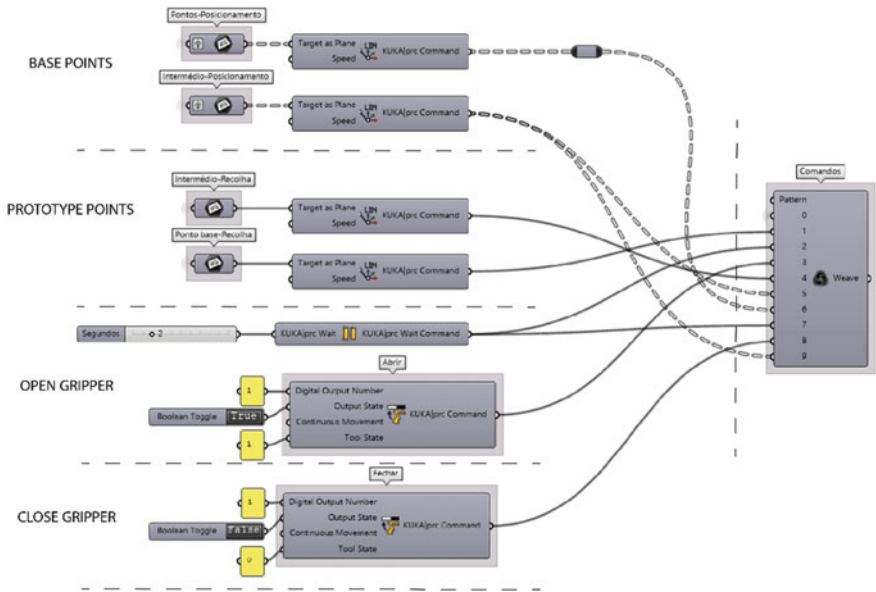 Fontos-Posicionamento
BASE POINTS
Target as Plane
Speed
LIN
KUKA|prc Command
Intermédio-Posicionamento
Target as Plane
Speed
LIN
KUKA|prc Command
PROTOTYPE POINTS
Intermédio-Recolha
Target as Plane
Speed
LIN
KUKA|prc Command
Ponto base-Recolha
Target as Plane
Speed
LIN
KUKA|prc Command
Segundos
2
KUKA|prc Wait
KUKA|prc Wait Command
OPEN GRIPPER
Abrir
1
Boolean Toggle True
1
Digital Output Number
Output State
Continuous Movement
Tool State
KUKA|prc Command
CLOSE GRIPPER
Fechar
1
Boolean Toggle False
0
Digital Output Number
Output State
Continuous Movement
Tool State
KUKA|prc Command
Comandos
Pattern
0
1
2
3
4
5
6
7
8
9
Weave